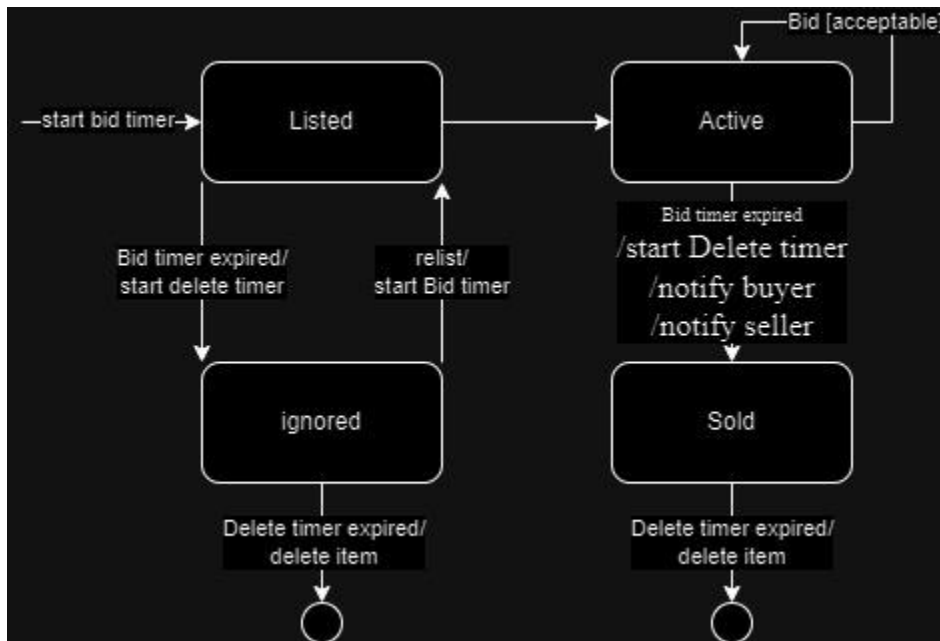 Bid [acceptable]
start bid timer
Listed
Active
Bid timer expired/
start delete timer
relist/
start Bid timer
Bid timer expired
/start Delete timer
/notify buyer
/notify seller
ignored
Sold
Delete timer expired/
delete item
Delete timer expired/
delete item